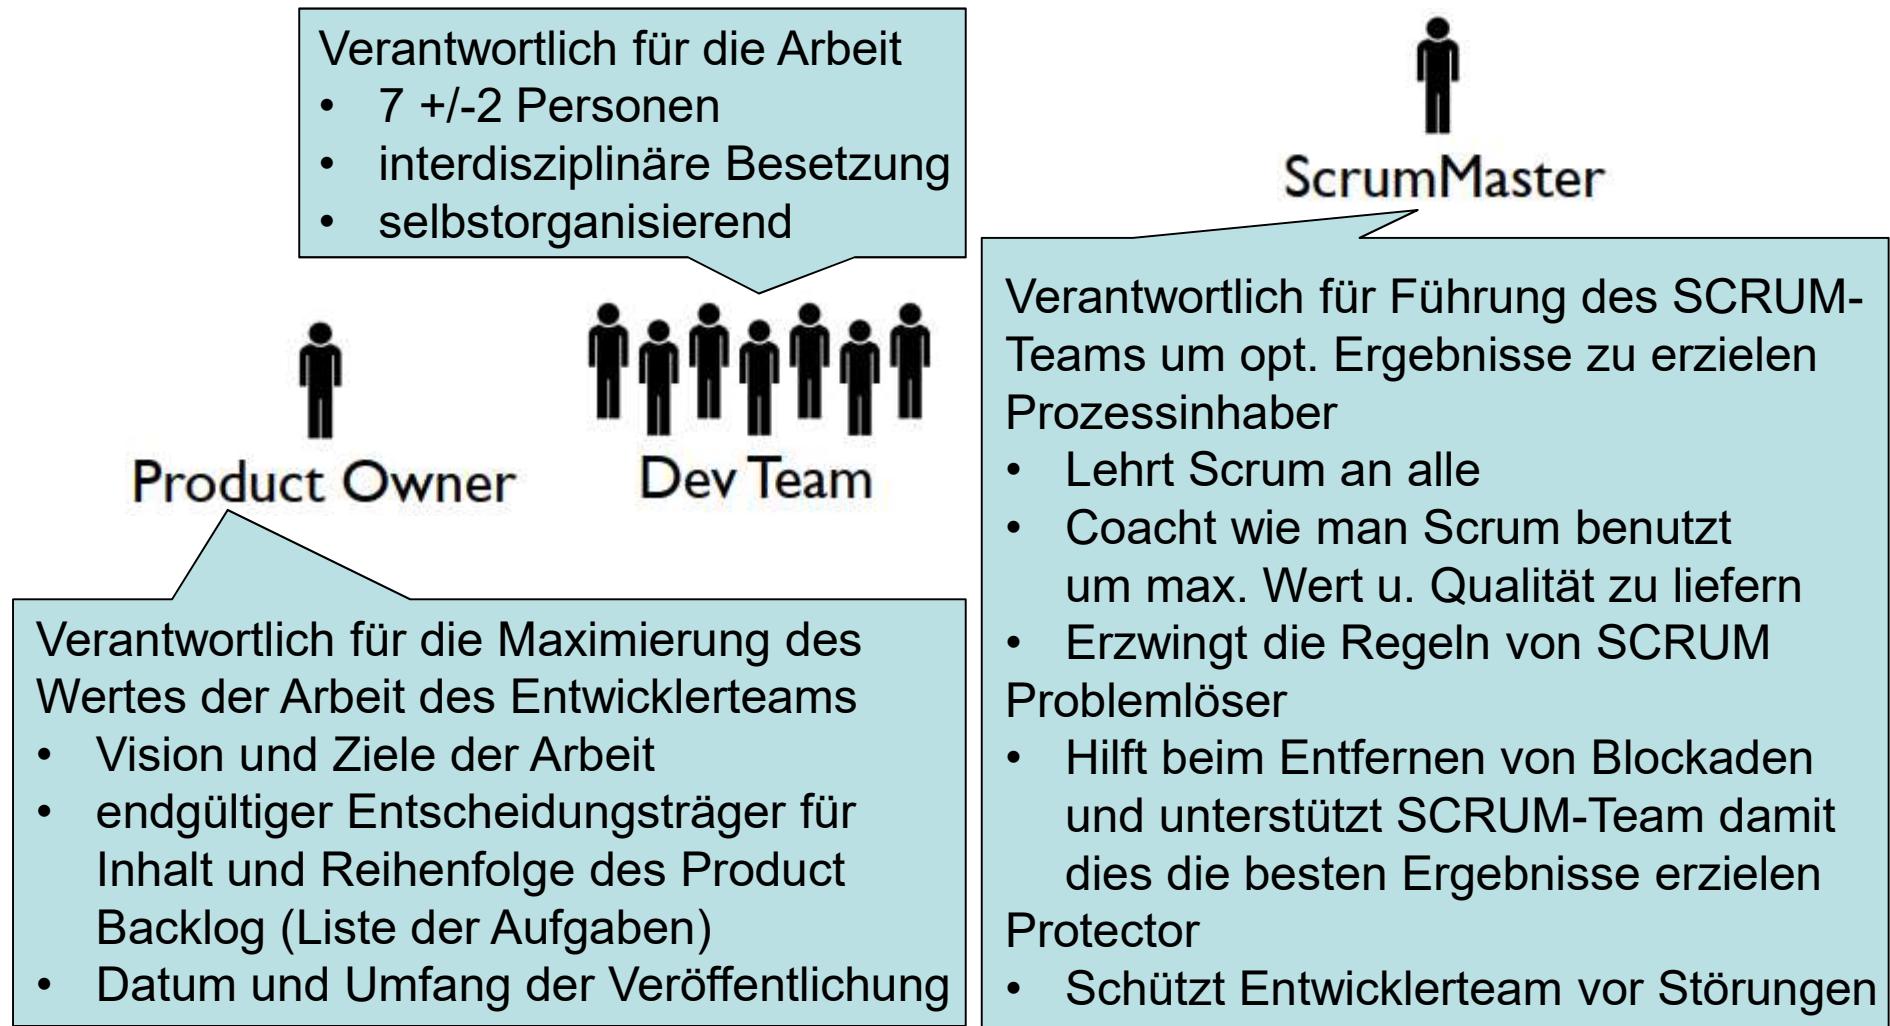 Verantwortlich für die Arbeit
• 7 +/-2 Personen
• interdisziplinäre Besetzung
• selbstorganisierend
Product Owner
Dev Team
Verantwortlich für die Maximierung des
Wertes der Arbeit des Entwicklerteams
• Vision und Ziele der Arbeit
• endgültiger Entscheidungsträger für
Inhalt und Reihenfolge des Product
Backlog (Liste der Aufgaben)
• Datum und Umfang der Veröffentlichung
ScrumMaster
Verantwortlich für Führung des SCRUM-
Teams um opt. Ergebnisse zu erzielen
Prozessinhaber
• Lehrt Scrum an alle
• Coacht wie man Scrum benutzt
um max. Wert u. Qualität zu liefern
• Erzwingt die Regeln von SCRUM
Problemlöser
• Hilft beim Entfernen von Blockaden
und unterstützt SCRUM-Team damit
dies die besten Ergebnisse erzielen
Protector
• Schützt Entwicklerteam vor Störungen